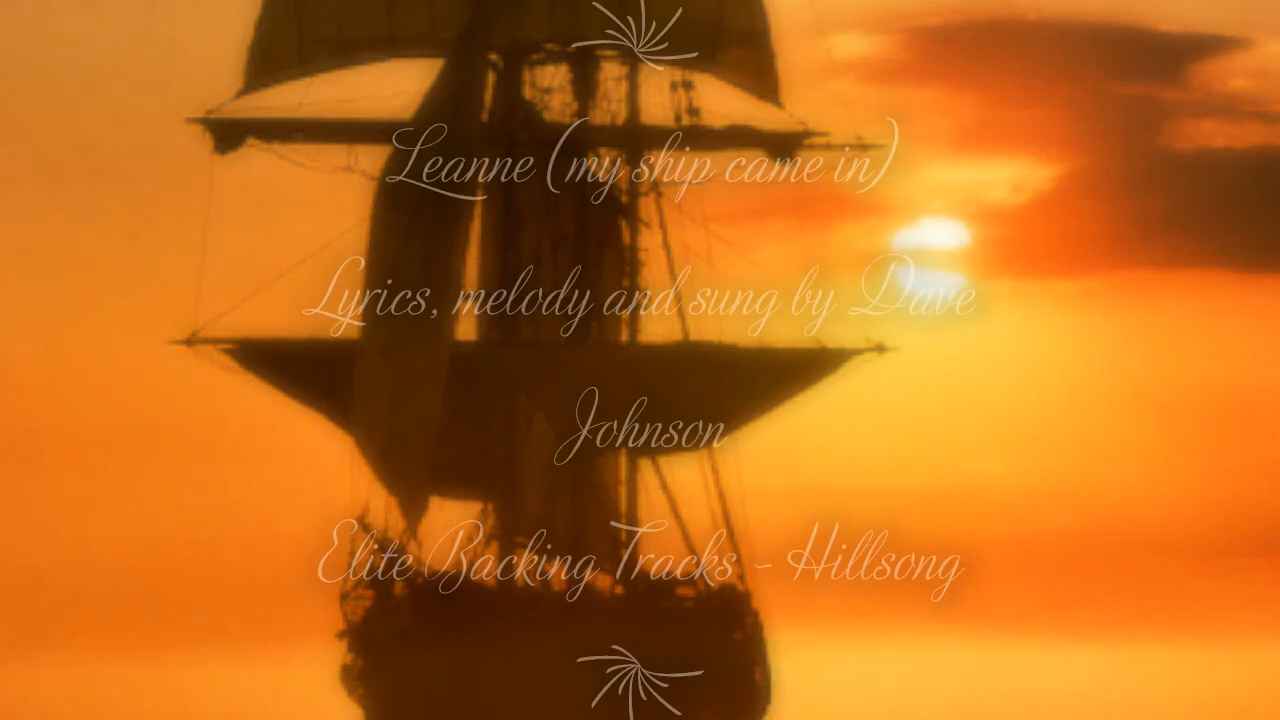 Leanne (my ship came in)
Lyrics, melody and sung by Dave
Johnson
Elite Backing Tracks - Hillsong